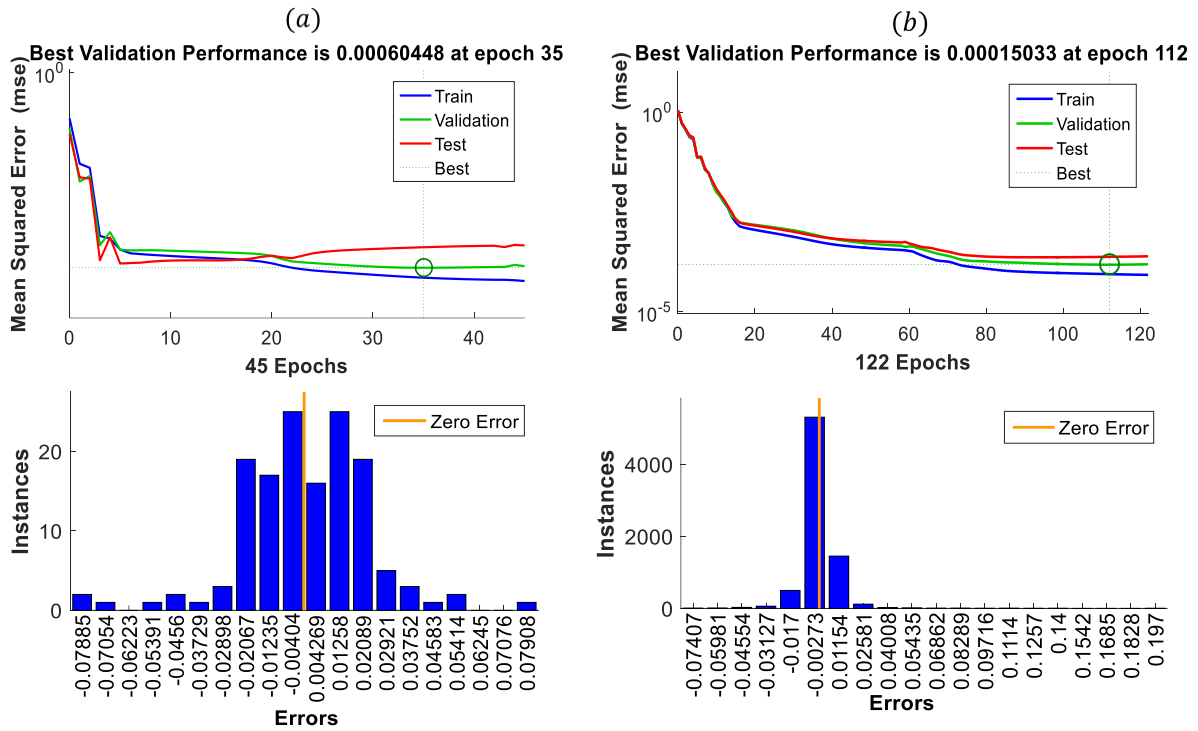 (a)
Best Validation Performance is 0.00060448 at epoch 35
Mean Squared Error (mse)
10^0
Train
Validation
Test
Best
0 10 20 30 40
45 Epochs
Instances
20
10
0
Zero Error
-0.07885 -0.07054 -0.06223 -0.05391 -0.0456 -0.03729 -0.02898 -0.02067 -0.01235 -0.00404 0.004269 0.01258 0.02089 0.02921 0.03752 0.04583 0.05414 0.06245 0.07076 0.07908
Errors
(b)
Best Validation Performance is 0.00015033 at epoch 112
Mean Squared Error (mse)
10^0
10^-5
Train
Validation
Test
Best
0 20 40 60 80 100 120
122 Epochs
Instances
4000
2000
0
Zero Error
-0.07407 -0.05981 -0.04554 -0.03127 -0.017 -0.00273 0.01154 0.02581 0.04008 0.05435 0.06862 0.08289 0.09716 0.1114 0.1257 0.14 0.1542 0.1685 0.1828 0.197
Errors